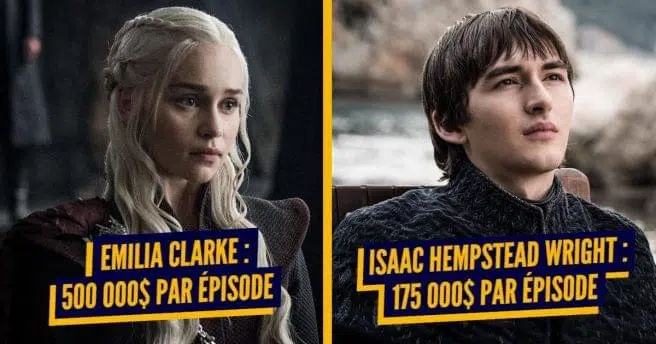 EMILIA CLARKE :
500 000$ PAR ÉPISODE
ISAAC HEMPSTEAD WRIGHT :
175 000$ PAR ÉPISODE